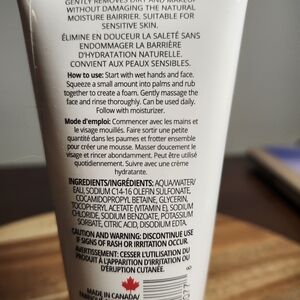 GENTLY REMOVES DIRT AND MAKEUP
WITHOUT DAMAGING THE NATURAL
MOISTURE BAIRRIER. SUITABLE FOR
SENSITIVE SKIN.
ÉLIMINE EN DOUCEUR LA SALETÉ SANS
ENDOMMAGER LA BARRIÈRE
D'HYDRATATION NATURELLE.
CONVIENT AUX PEAUX SENSIBLES.
How to use: Start with wet hands and face.
Squeeze a small amount into palms and rub
together to create a foam. Gently massage the
face and rinse thoroughly. Can be used daily.
Follow with moisturizer.
Mode d'emploi: Commencer avec les mains et
le visage mouillés. Faire sortir une petite
quantité dans les paumes et frotter ensemble
pour créer une mousse. Masser doucement le
visage et rincer abondamment. Peut être utilisé
quotidiennement. Suivre avec une crème
hydratante.
INGREDIENTS/INGRÉDIENTS: AQUA/WATER/
EAU, SODIUM C14-16 OLEFIN SULFONATE,
COCAMIDOPROPYL BETAINE, GLYCERIN,
TOCOPHERYL ACETATE (VITAMIN E), SODIUM
CHLORIDE, SODIUM BENZOATE, POTASSIUM
SORBATE, CITRIC ACID, DISODIUM EDTA.
CAUTION AND WARNING: DISCONTINUE USE
IF SIGNS OF RASH OR IRRITATION OCCUR.
AVERTISSEMENT: CESSER L'UTILISATION DU
PRODUIT À L'APPARITION D'IRRITATION OU
D'ÉRUPTION CUTANÉE.
MADE IN CANADA/